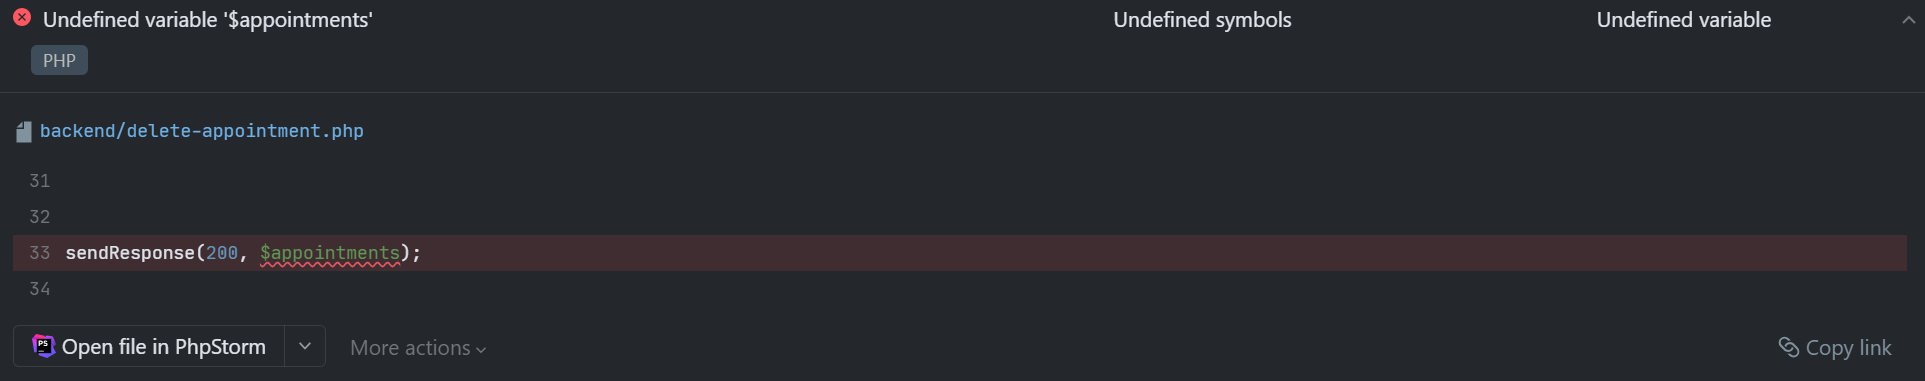 Undefined variable '$appointments' Undefined symbols Undefined variable
PHP
backend/delete-appointment.php
31
32
33 sendResponse(200, $appointments);
34
PS Open file in PhpStorm More actions Copy link